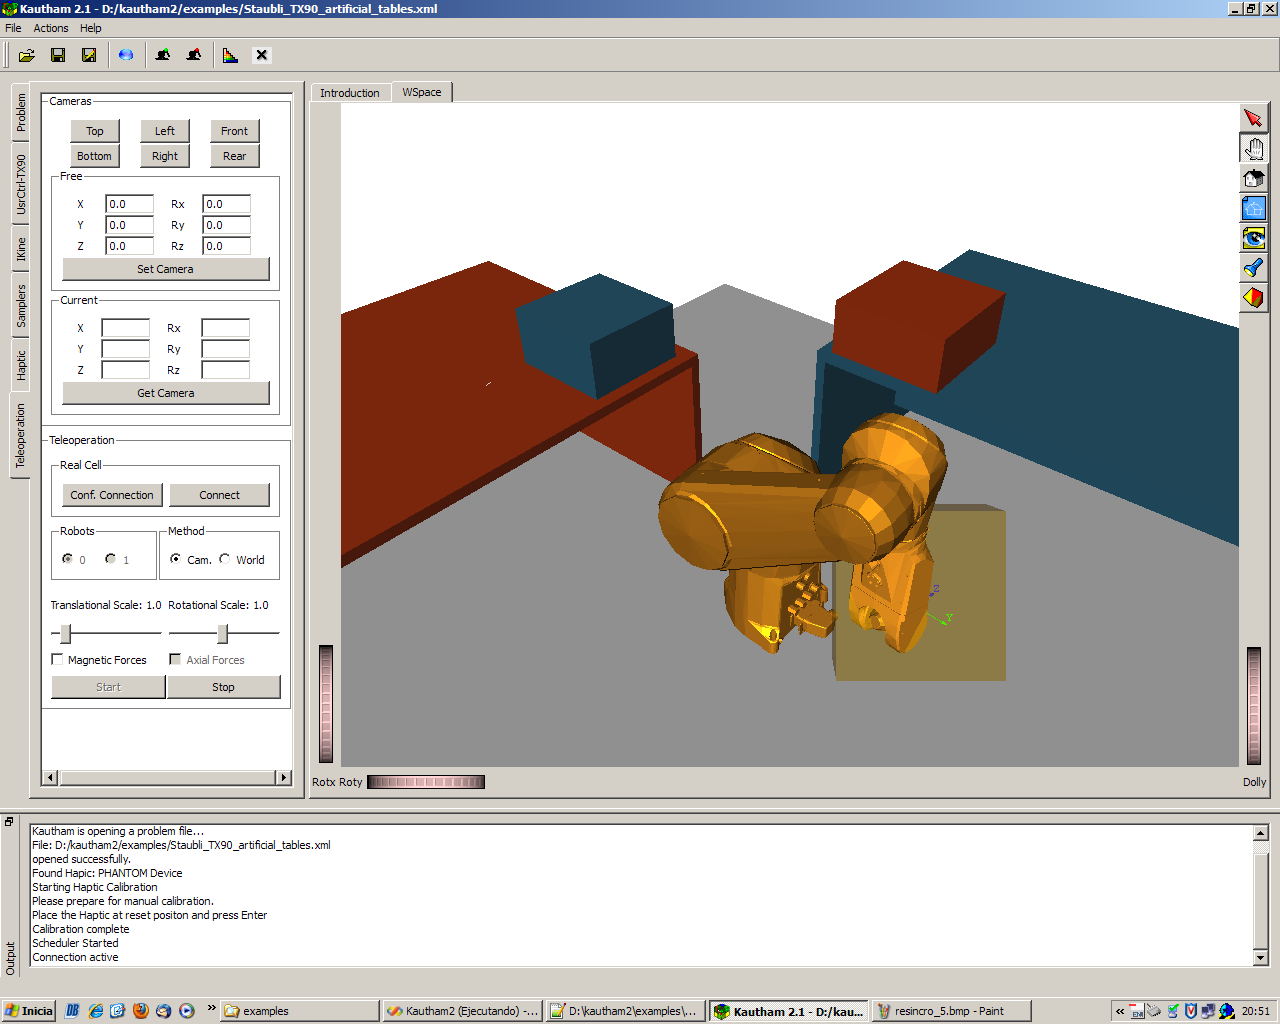 Kautham 2.1 - D:/kautham2/examples/Staubli_TX90_artificial_tables.xml
File Actions Help
Introduction
WSpace
Problem
UsrCtrl-TX90
IKine
Samplers
Haptic
Teleoperation
Cameras
Top Left Front
Bottom Right Rear
Free
X 0.0 Rx 0.0
Y 0.0 Ry 0.0
Z 0.0 Rz 0.0
Set Camera
Current
X Rx
Y Ry
Z Rz
Get Camera
Teleoperation
Real Cell
Conf. Connection Connect
Robots Method
0 1 Cam. World
Translational Scale: 1.0 Rotational Scale: 1.0
Magnetic Forces Axial Forces
Start Stop
Z
Y
Rotx Roty
Dolly
Output
Kautham is opening a problem file...
File: D:/kautham2/examples/Staubli_TX90_artificial_tables.xml
opened successfully.
Found Hapic: PHANTOM Device
Starting Haptic Calibration
Please prepare for manual calibration.
Place the Haptic at reset positon and press Enter
Calibration complete
Scheduler Started
Connection active
Inicia » examples Kautham2 (Ejecutando) -... D:\kautham2\examples\... Kautham 2.1 - D:/kau... resincro_5.bmp - Paint « 20:51